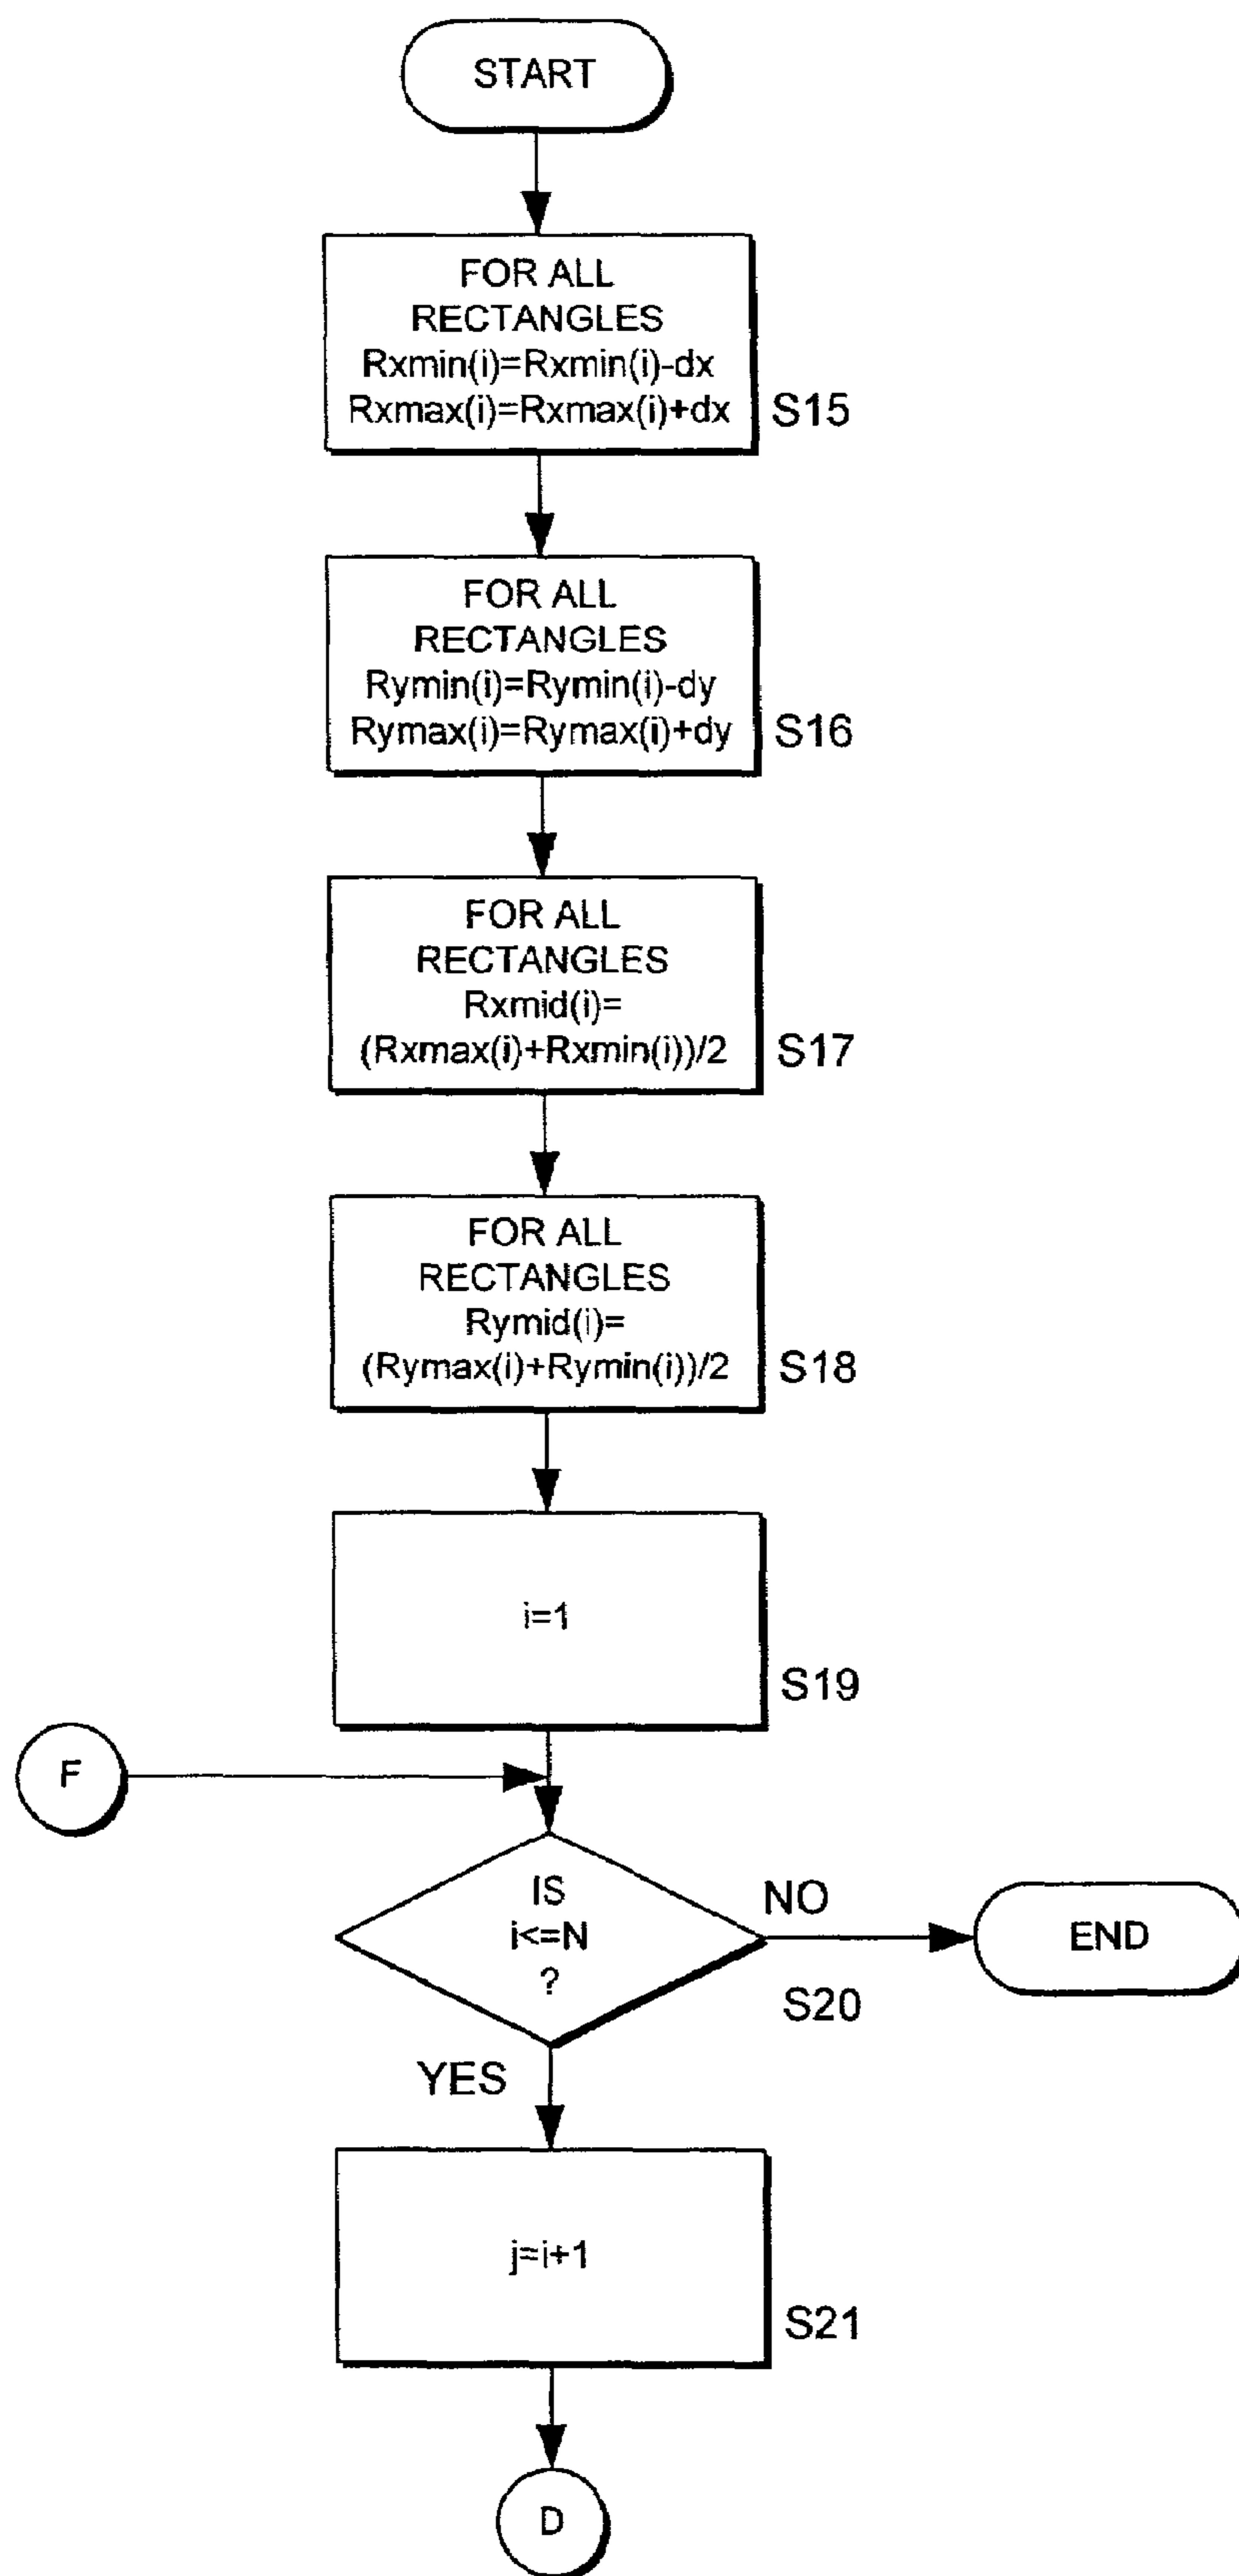 START
FOR ALL
RECTANGLES
Rxmin(i)=Rxmin(i)-dx
Rxmax(i)=Rxmax(i)+dx
S15
FOR ALL
RECTANGLES
Rymin(i)=Rymin(i)-dy
Rymax(i)=Rymax(i)+dy
S16
FOR ALL
RECTANGLES
Rxmid(i)=
(Rxmax(i)+Rxmin(i))/2
S17
FOR ALL
RECTANGLES
Rymid(i)=
(Rymax(i)+Rymin(i))/2
S18
i=1
S19
F
IS
i<=N
?
NO
END
S20
YES
j=i+1
S21
D